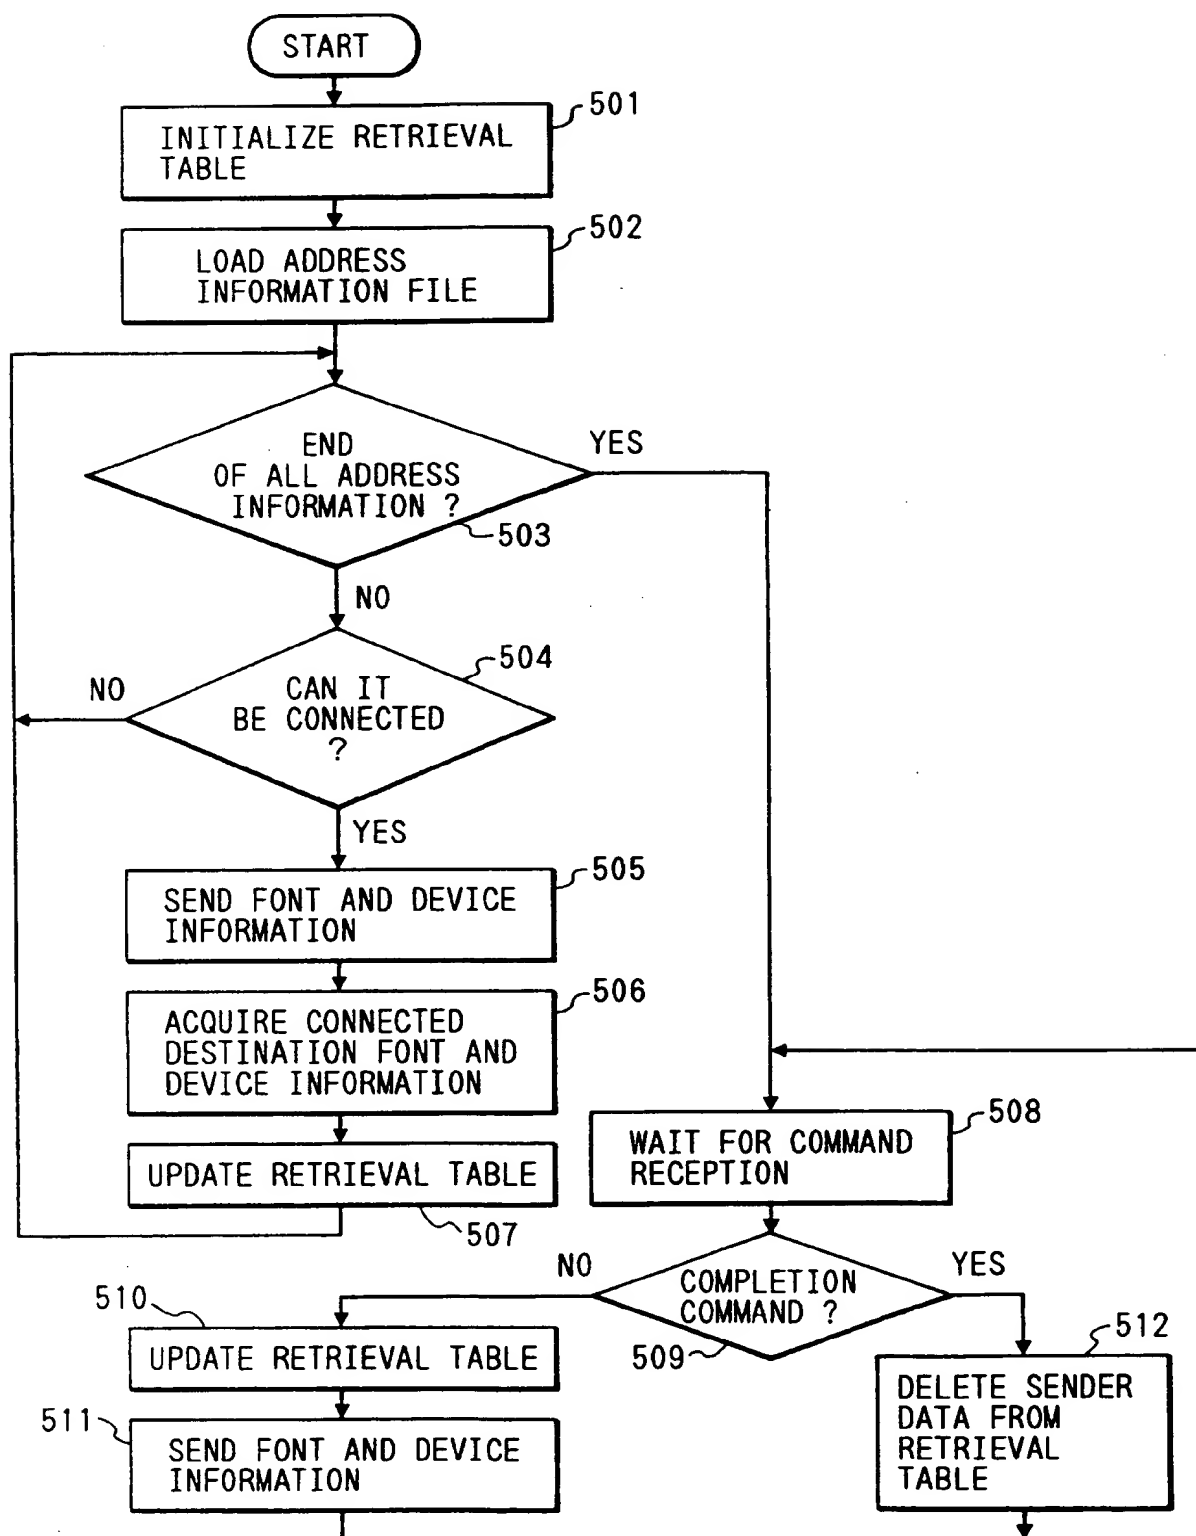 START
501
INITIALIZE RETRIEVAL
TABLE
502
LOAD ADDRESS
INFORMATION FILE
END
OF ALL ADDRESS
INFORMATION ?
YES
503
NO
504
CAN IT
BE CONNECTED
?
NO
YES
505
SEND FONT AND DEVICE
INFORMATION
506
ACQUIRE CONNECTED
DESTINATION FONT AND
DEVICE INFORMATION
UPDATE RETRIEVAL TABLE
507
508
WAIT FOR COMMAND
RECEPTION
NO
COMPLETION
COMMAND ?
YES
509
510
UPDATE RETRIEVAL TABLE
511
SEND FONT AND DEVICE
INFORMATION
512
DELETE SENDER
DATA FROM
RETRIEVAL
TABLE